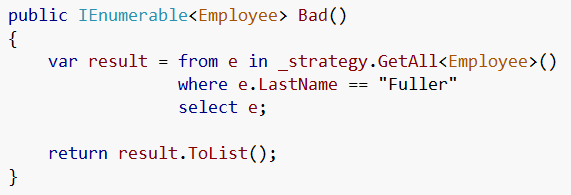 public IEnumerable<Employee> Bad()
{
    var result = from e in _strategy.GetAll<Employee>()
                 where e.LastName == "Fuller"
                 select e;

    return result.ToList();
}